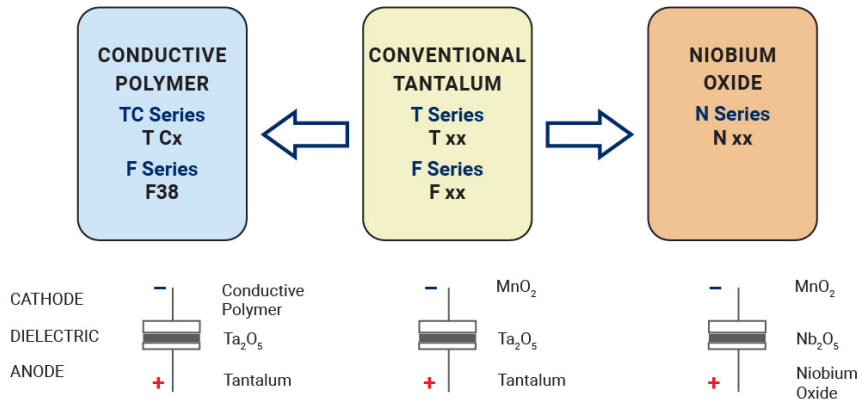 CONDUCTIVE
POLYMER
TC Series
T Cx
F Series
F38
CONVENTIONAL
TANTALUM
T Series
T xx
F Series
F xx
NIOBIUM
OXIDE
N Series
N xx
CATHODE
DIELECTRIC
ANODE
–
Conductive
Polymer
Ta₂O₅
+
Tantalum
–
MnO₂
Ta₂O₅
+
Tantalum
–
MnO₂
Nb₂O₅
+
Niobium
Oxide